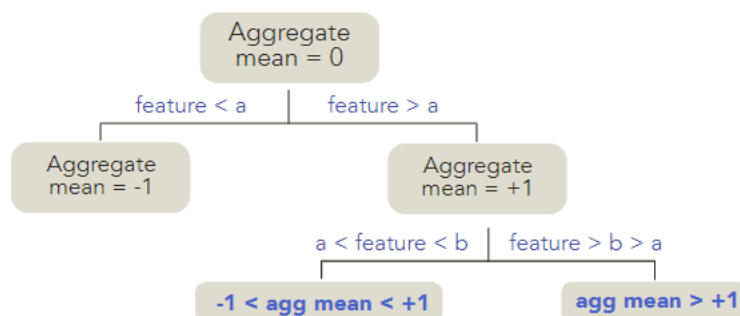 Aggregate
mean = 0
feature < a
feature > a
Aggregate
mean = -1
Aggregate
mean = +1
a < feature < b
feature > b > a
-1 < agg mean < +1
agg mean > +1